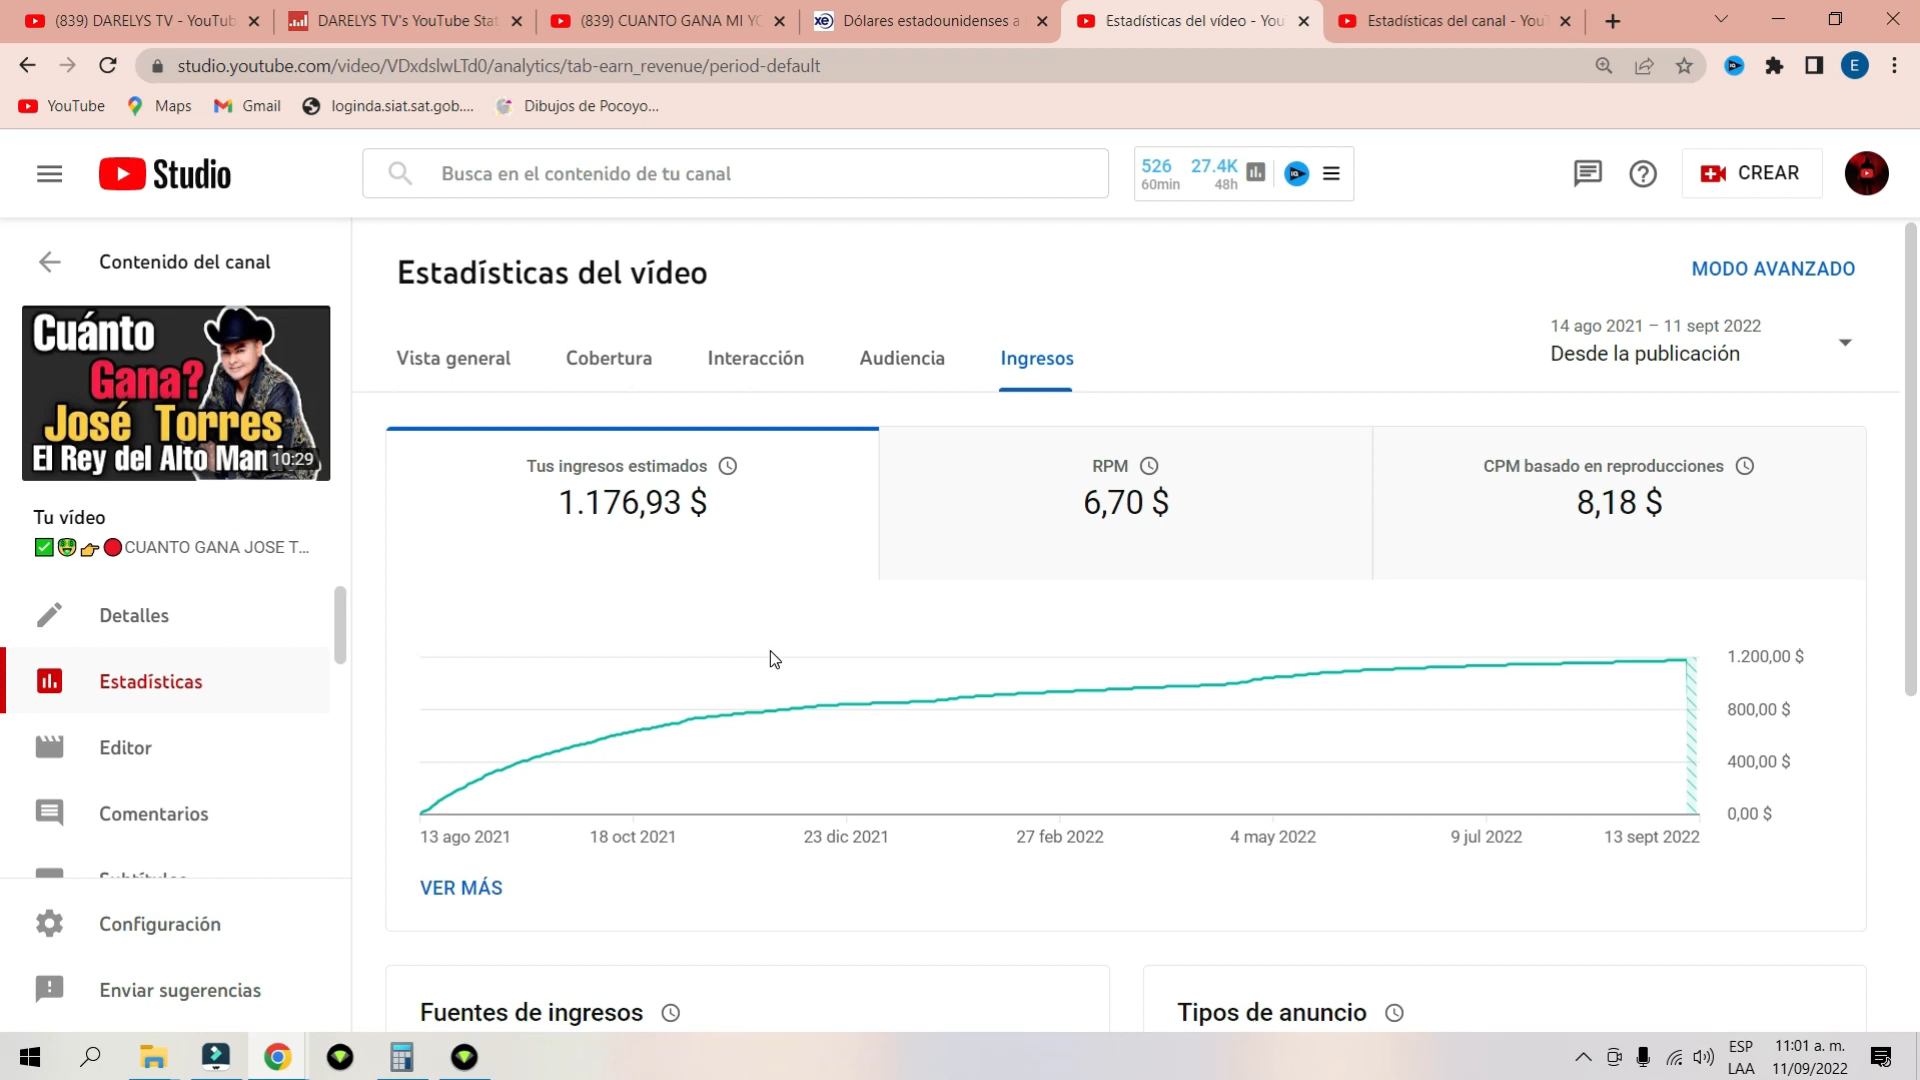 (839) DARELYS TV - YouTub
DARELYS TV's YouTube Stat
(839) CUANTO GANA MI YO
Dólares estadounidenses a
Estadísticas del vídeo - You
Estadísticas del canal - YouT
studio.youtube.com/video/VDxdslwLTd0/analytics/tab-earn_revenue/period-default
E
YouTube
Maps
Gmail
loginda.siat.sat.gob....
Dibujos de Pocoyo...
Studio
Busca en el contenido de tu canal
526
60min
27.4K
48h
CREAR
Contenido del canal
Cuánto
Gana?
José Torres
El Rey del Alto Man
10:29
Tu vídeo
CUANTO GANA JOSE T...
Detalles
Estadísticas
Editor
Comentarios
Configuración
Enviar sugerencias
Estadísticas del vídeo
MODO AVANZADO
14 ago 2021 – 11 sept 2022
Desde la publicación
Vista general
Cobertura
Interacción
Audiencia
Ingresos
Tus ingresos estimados
1.176,93 $
RPM
6,70 $
CPM basado en reproducciones
8,18 $
1.200,00 $
800,00 $
400,00 $
0,00 $
13 ago 2021
18 oct 2021
23 dic 2021
27 feb 2022
4 may 2022
9 jul 2022
13 sept 2022
VER MÁS
Fuentes de ingresos
Tipos de anuncio
ESP
LAA
11:01 a. m.
11/09/2022